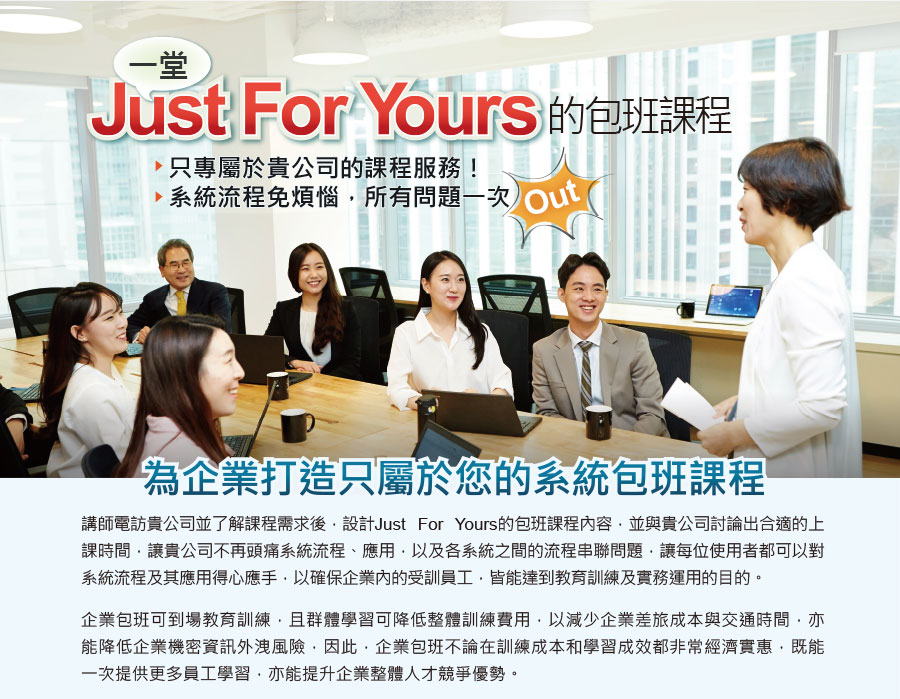 一堂
Just For Yours 的包班課程
只專屬於貴公司的課程服務！
系統流程免煩惱，所有問題一次 Out
為企業打造只屬於您的系統包班課程
講師電訪貴公司並了解課程需求後，設計Just For Yours的包班課程內容，並與貴公司討論出合適的上
課時間，讓貴公司不再頭痛系統流程、應用，以及各系統之間的流程串聯問題，讓每位使用者都可以對
系統流程及其應用得心應手，以確保企業內的受訓員工，皆能達到教育訓練及實務運用的目的。
企業包班可到場教育訓練，且群體學習可降低整體訓練費用，以減少企業差旅成本與交通時間，亦
能降低企業機密資訊外洩風險，因此，企業包班不論在訓練成本和學習成效都非常經濟實惠，既能
一次提供更多員工學習，亦能提升企業整體人才競爭優勢。